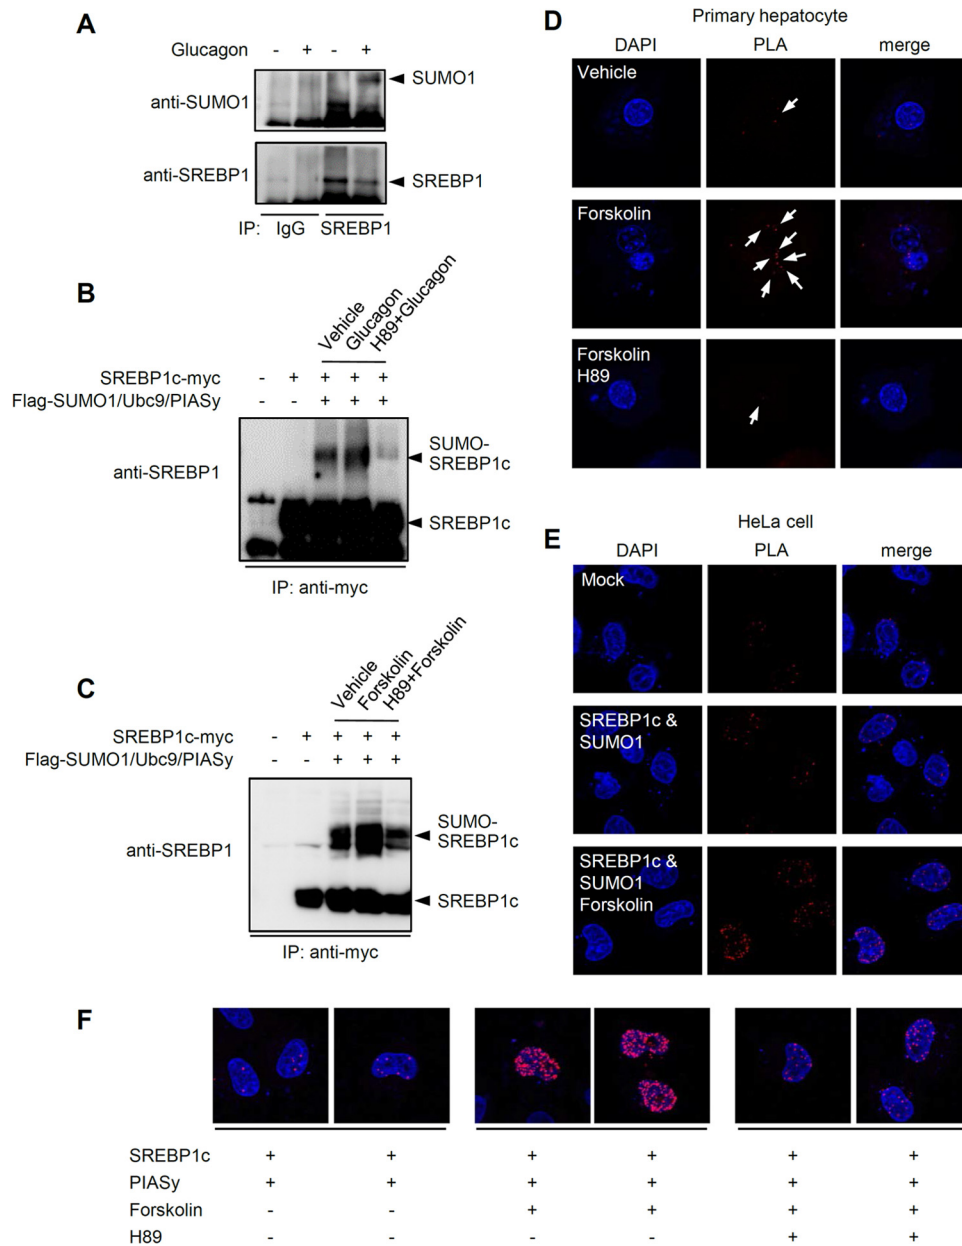 A
Glucagon - + - +
anti-SUMO1
SUMO1
anti-SREBP1
SREBP1
IP: IgG SREBP1
B
Vehicle
Glucagon
H89+Glucagon
SREBP1c-myc - + + + +
Flag-SUMO1/Ubc9/PIASy - - + + +
anti-SREBP1
SUMO-
SREBP1c
SREBP1c
IP: anti-myc
C
Vehicle
Forskolin
H89+Forskolin
SREBP1c-myc - + + + +
Flag-SUMO1/Ubc9/PIASy - - + + +
anti-SREBP1
SUMO-
SREBP1c
SREBP1c
IP: anti-myc
D
Primary hepatocyte
DAPI PLA merge
Vehicle
Forskolin
Forskolin
H89
E
HeLa cell
DAPI PLA merge
Mock
SREBP1c &
SUMO1
SREBP1c &
SUMO1
Forskolin
F
SREBP1c + + + + + +
PIASy + + + + + +
Forskolin - - + + + +
H89 - - - - + +